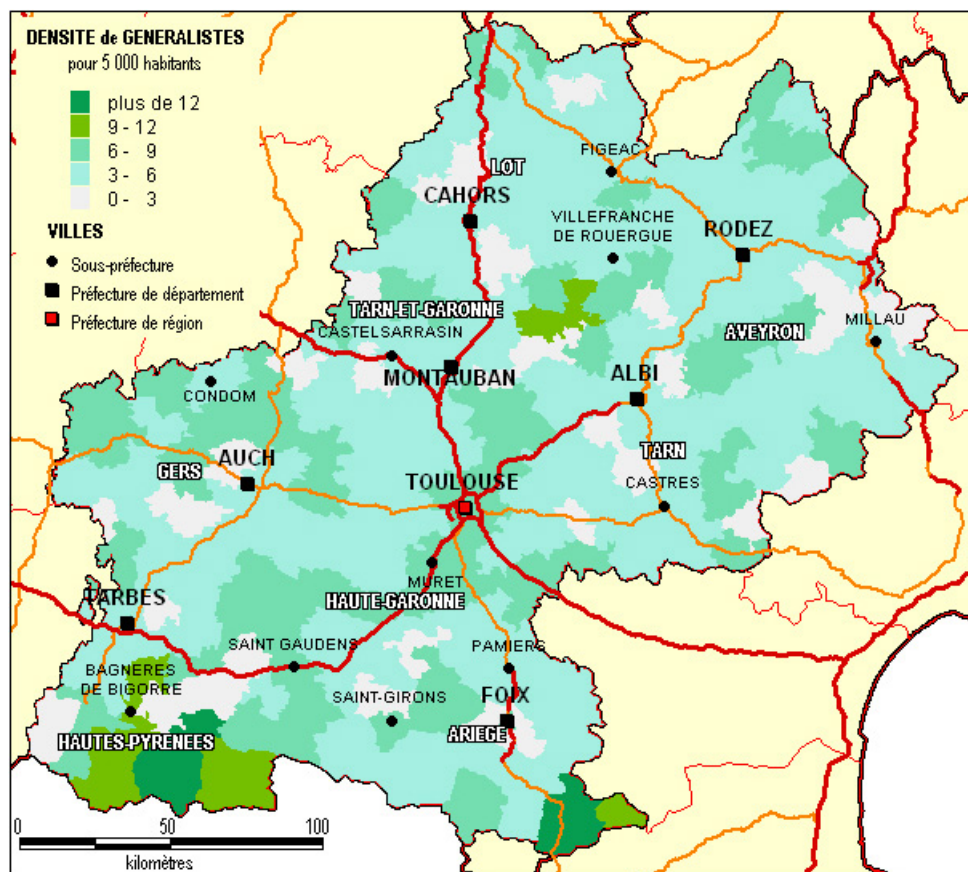 DENSITE de GENERALISTES
pour 5 000 habitants
plus de 12
9 - 12
6 - 9
3 - 6
0 - 3
VILLES
Sous-préfecture
Préfecture de département
Préfecture de région
FIGEAC
LOT
CAHORS
VILLEFRANCHE
DE ROUERGUE
RODEZ
TARN-ET-GARONNE
CASTELSARRASIN
AVEYRON
MILLAU
MONTAUBAN
ALBI
CONDOM
AUCH
GERS
TARN
TOULOUSE
CASTRES
MURET
HAUTE-GARONNE
TARBES
SAINT GAUDENS
PAMIERS
BAGNERES
DE BIGORRE
SAINT-GIRONS
FOIX
HAUTES-PYRENEES
ARIEGE
0 50 100
kilomètres